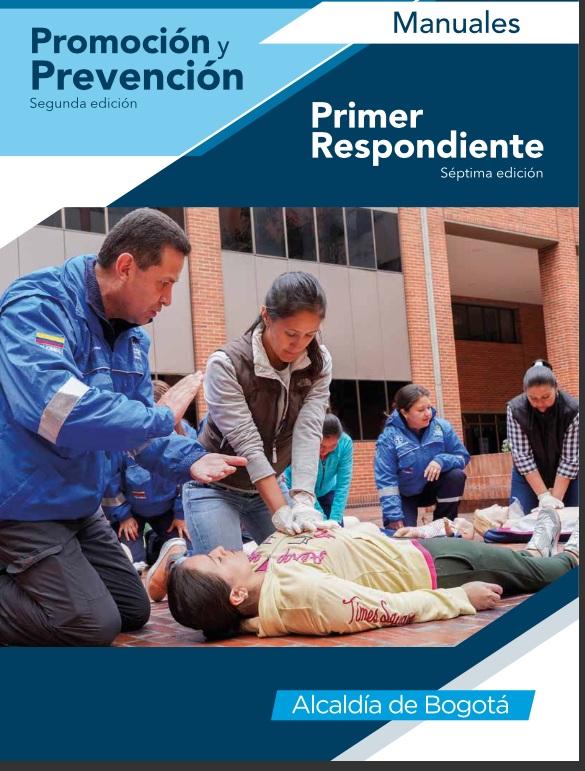 Manuales
Promoción y
Prevención
Segunda edición
Primer
Respondiente
Séptima edición
Times Square
Alcaldía de Bogotá